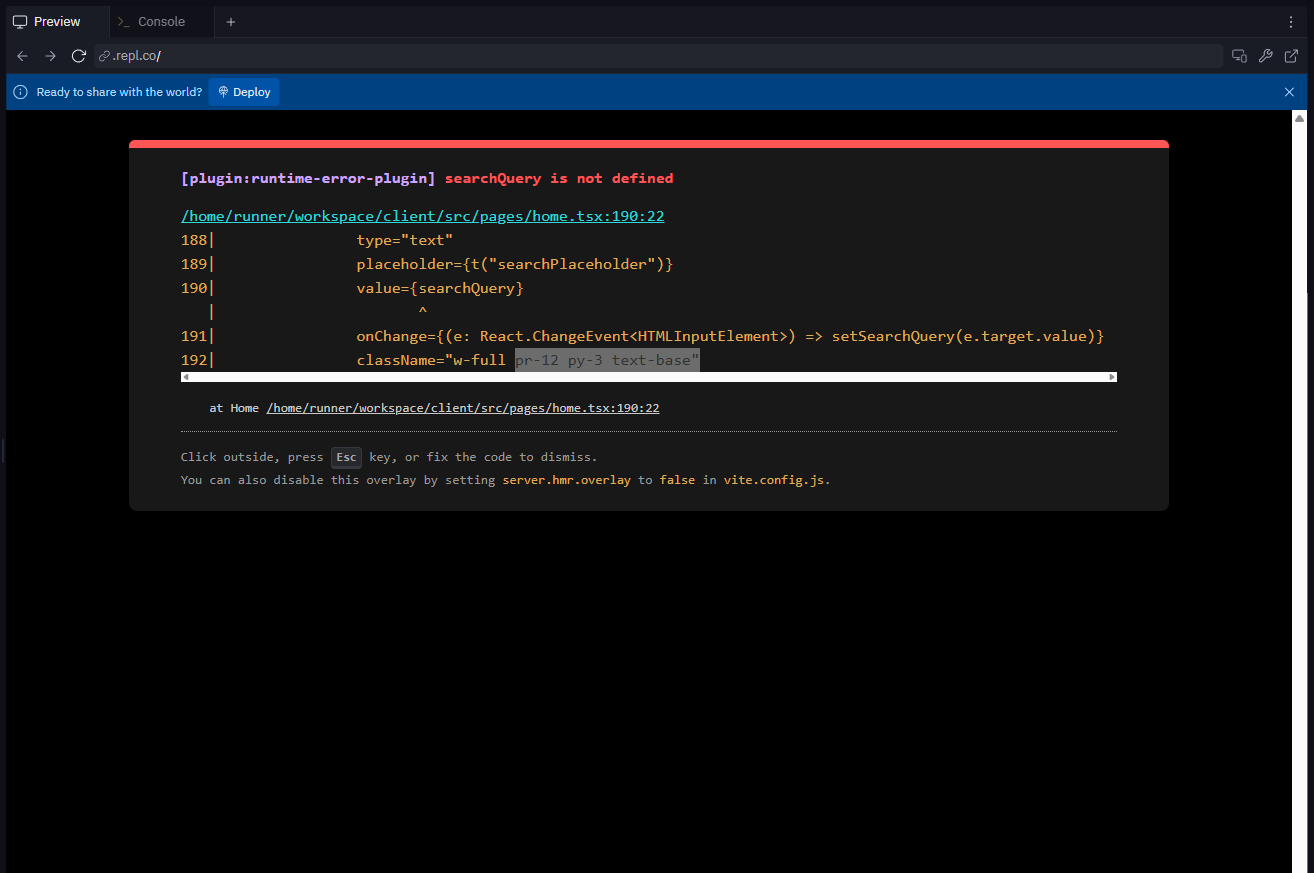 Preview
>_ Console
+
.repl.co/
Ready to share with the world? Deploy
[plugin:runtime-error-plugin] searchQuery is not defined
/home/runner/workspace/client/src/pages/home.tsx:190:22
188| type="text"
189| placeholder={t("searchPlaceholder")}
190| value={searchQuery}
| ^
191| onChange={(e: React.ChangeEvent<HTMLInputElement>) => setSearchQuery(e.target.value)}
192| className="w-full pr-12 py-3 text-base"
at Home /home/runner/workspace/client/src/pages/home.tsx:190:22
Click outside, press Esc key, or fix the code to dismiss.
You can also disable this overlay by setting server.hmr.overlay to false in vite.config.js.